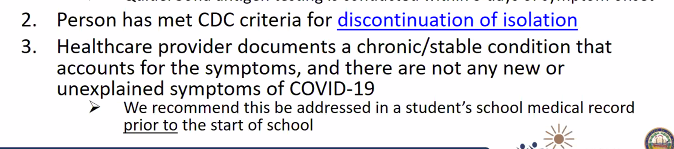 2. Person has met CDC criteria for discontinuation of isolation
3. Healthcare provider documents a chronic/stable condition that
accounts for the symptoms, and there are not any new or
unexplained symptoms of COVID-19
➤ We recommend this be addressed in a student's school medical record
prior to the start of school